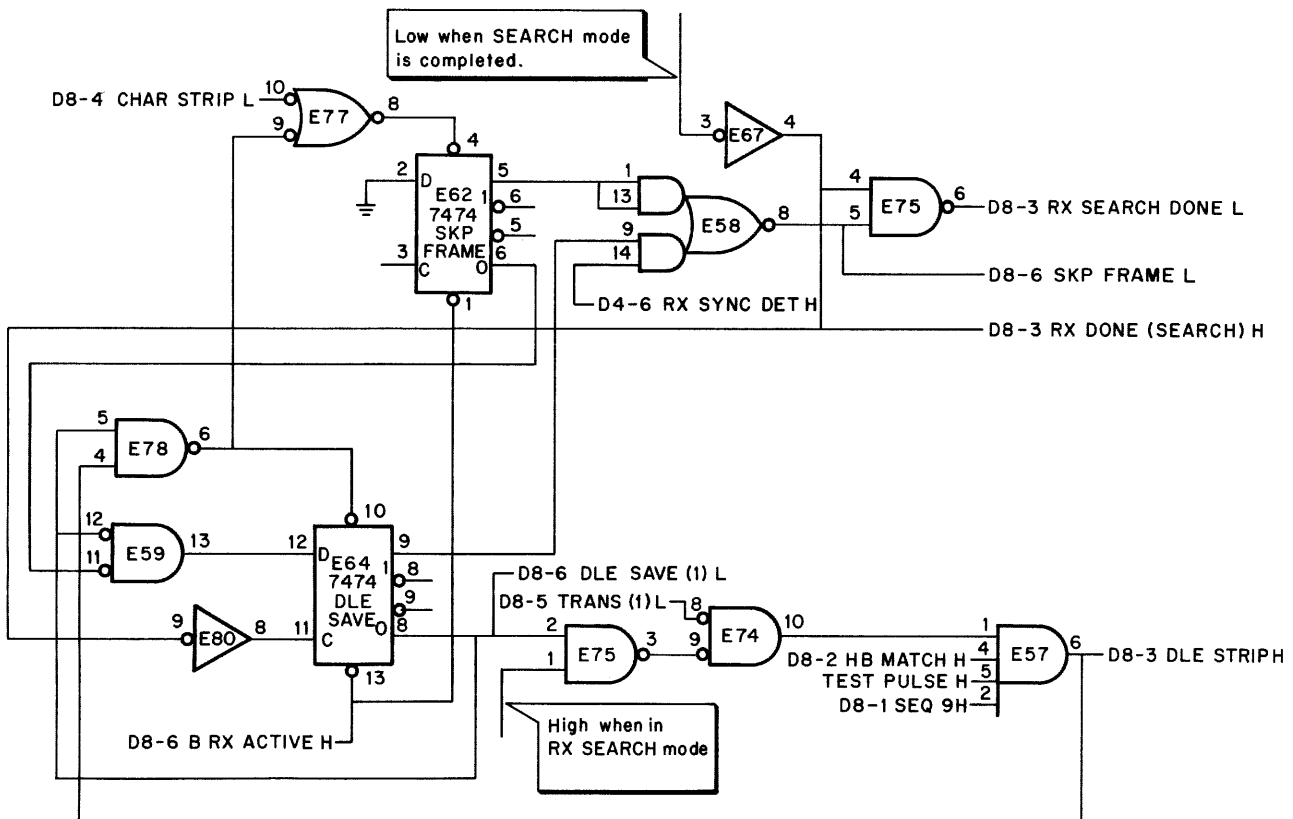 Low when SEARCH mode
is completed.
10
D8-4 CHAR STRIP L
E77
8
9
3
E67
4
4
2
D
5
E62
1
6
7474
SKP
5
FRAME
6
3
C
0
1
1
13
E58
8
9
14
D4-6 RX SYNC DET H
4
5
E75
6
D8-3 RX SEARCH DONE L
D8-6 SKP FRAME L
D8-3 RX DONE (SEARCH) H
5
4
E78
6
12
11
E59
13
9
E80
8
10
12
D
9
E64
1
8
7474
DLE
9
SAVE
0
8
11
C
13
D8-6 B RX ACTIVE H
D8-6 DLE SAVE (1) L
D8-5 TRANS (1) L
8
2
1
E75
3
9
E74
10
1
D8-2 HB MATCH H
4
TEST PULSE H
5
D8-1 SEQ 9H
2
E57
6
D8-3 DLE STRIP H
High when in
RX SEARCH mode